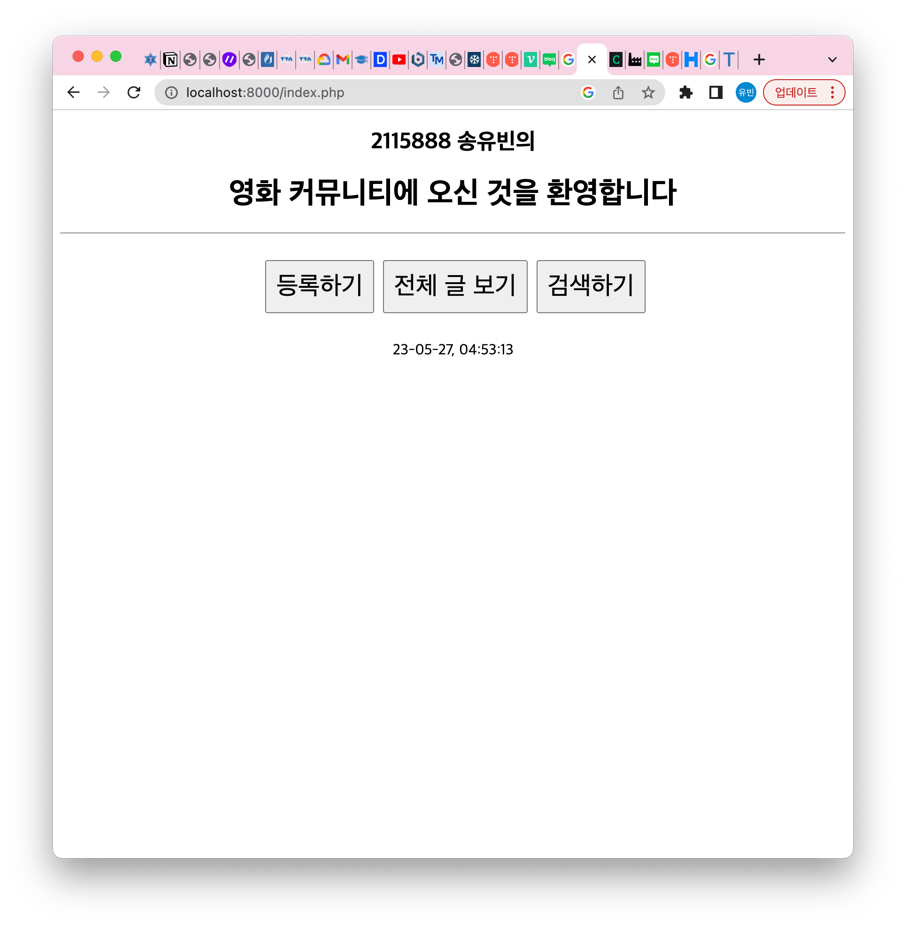 localhost:8000/index.php
유빈
업데이트
2115888 송유빈의
영화 커뮤니티에 오신 것을 환영합니다
등록하기 전체 글 보기 검색하기
23-05-27, 04:53:13